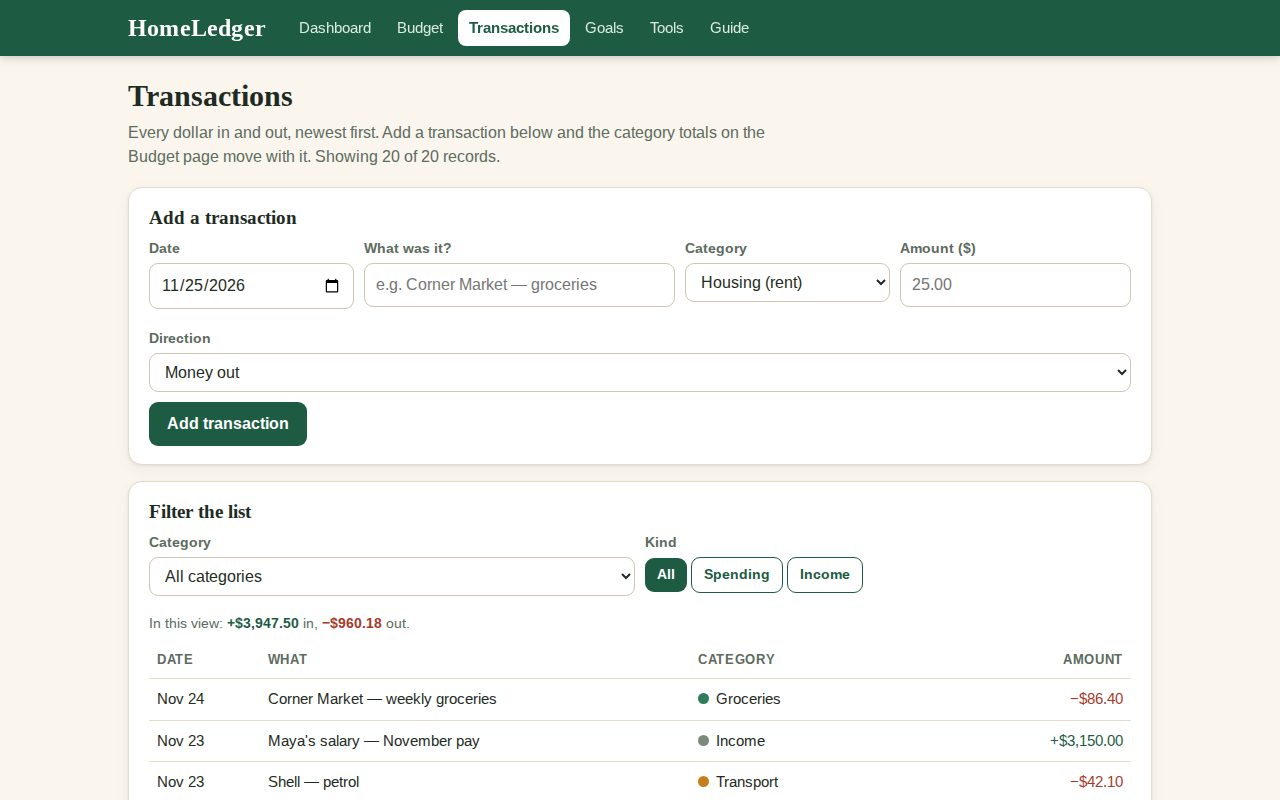 HomeLedger Dashboard Budget Transactions Goals Tools Guide
Transactions
Every dollar in and out, newest first. Add a transaction below and the category totals on the
Budget page move with it. Showing 20 of 20 records.
Add a transaction
Date What was it? Category Amount ($)
11/25/2026 e.g. Corner Market — groceries Housing (rent) 25.00
Direction
Money out
Add transaction
Filter the list
Category Kind
All categories All Spending Income
In this view: +$3,947.50 in, −$960.18 out.
DATE WHAT CATEGORY AMOUNT
Nov 24 Corner Market — weekly groceries Groceries −$86.40
Nov 23 Maya's salary — November pay Income +$3,150.00
Nov 23 Shell — petrol Transport −$42.10